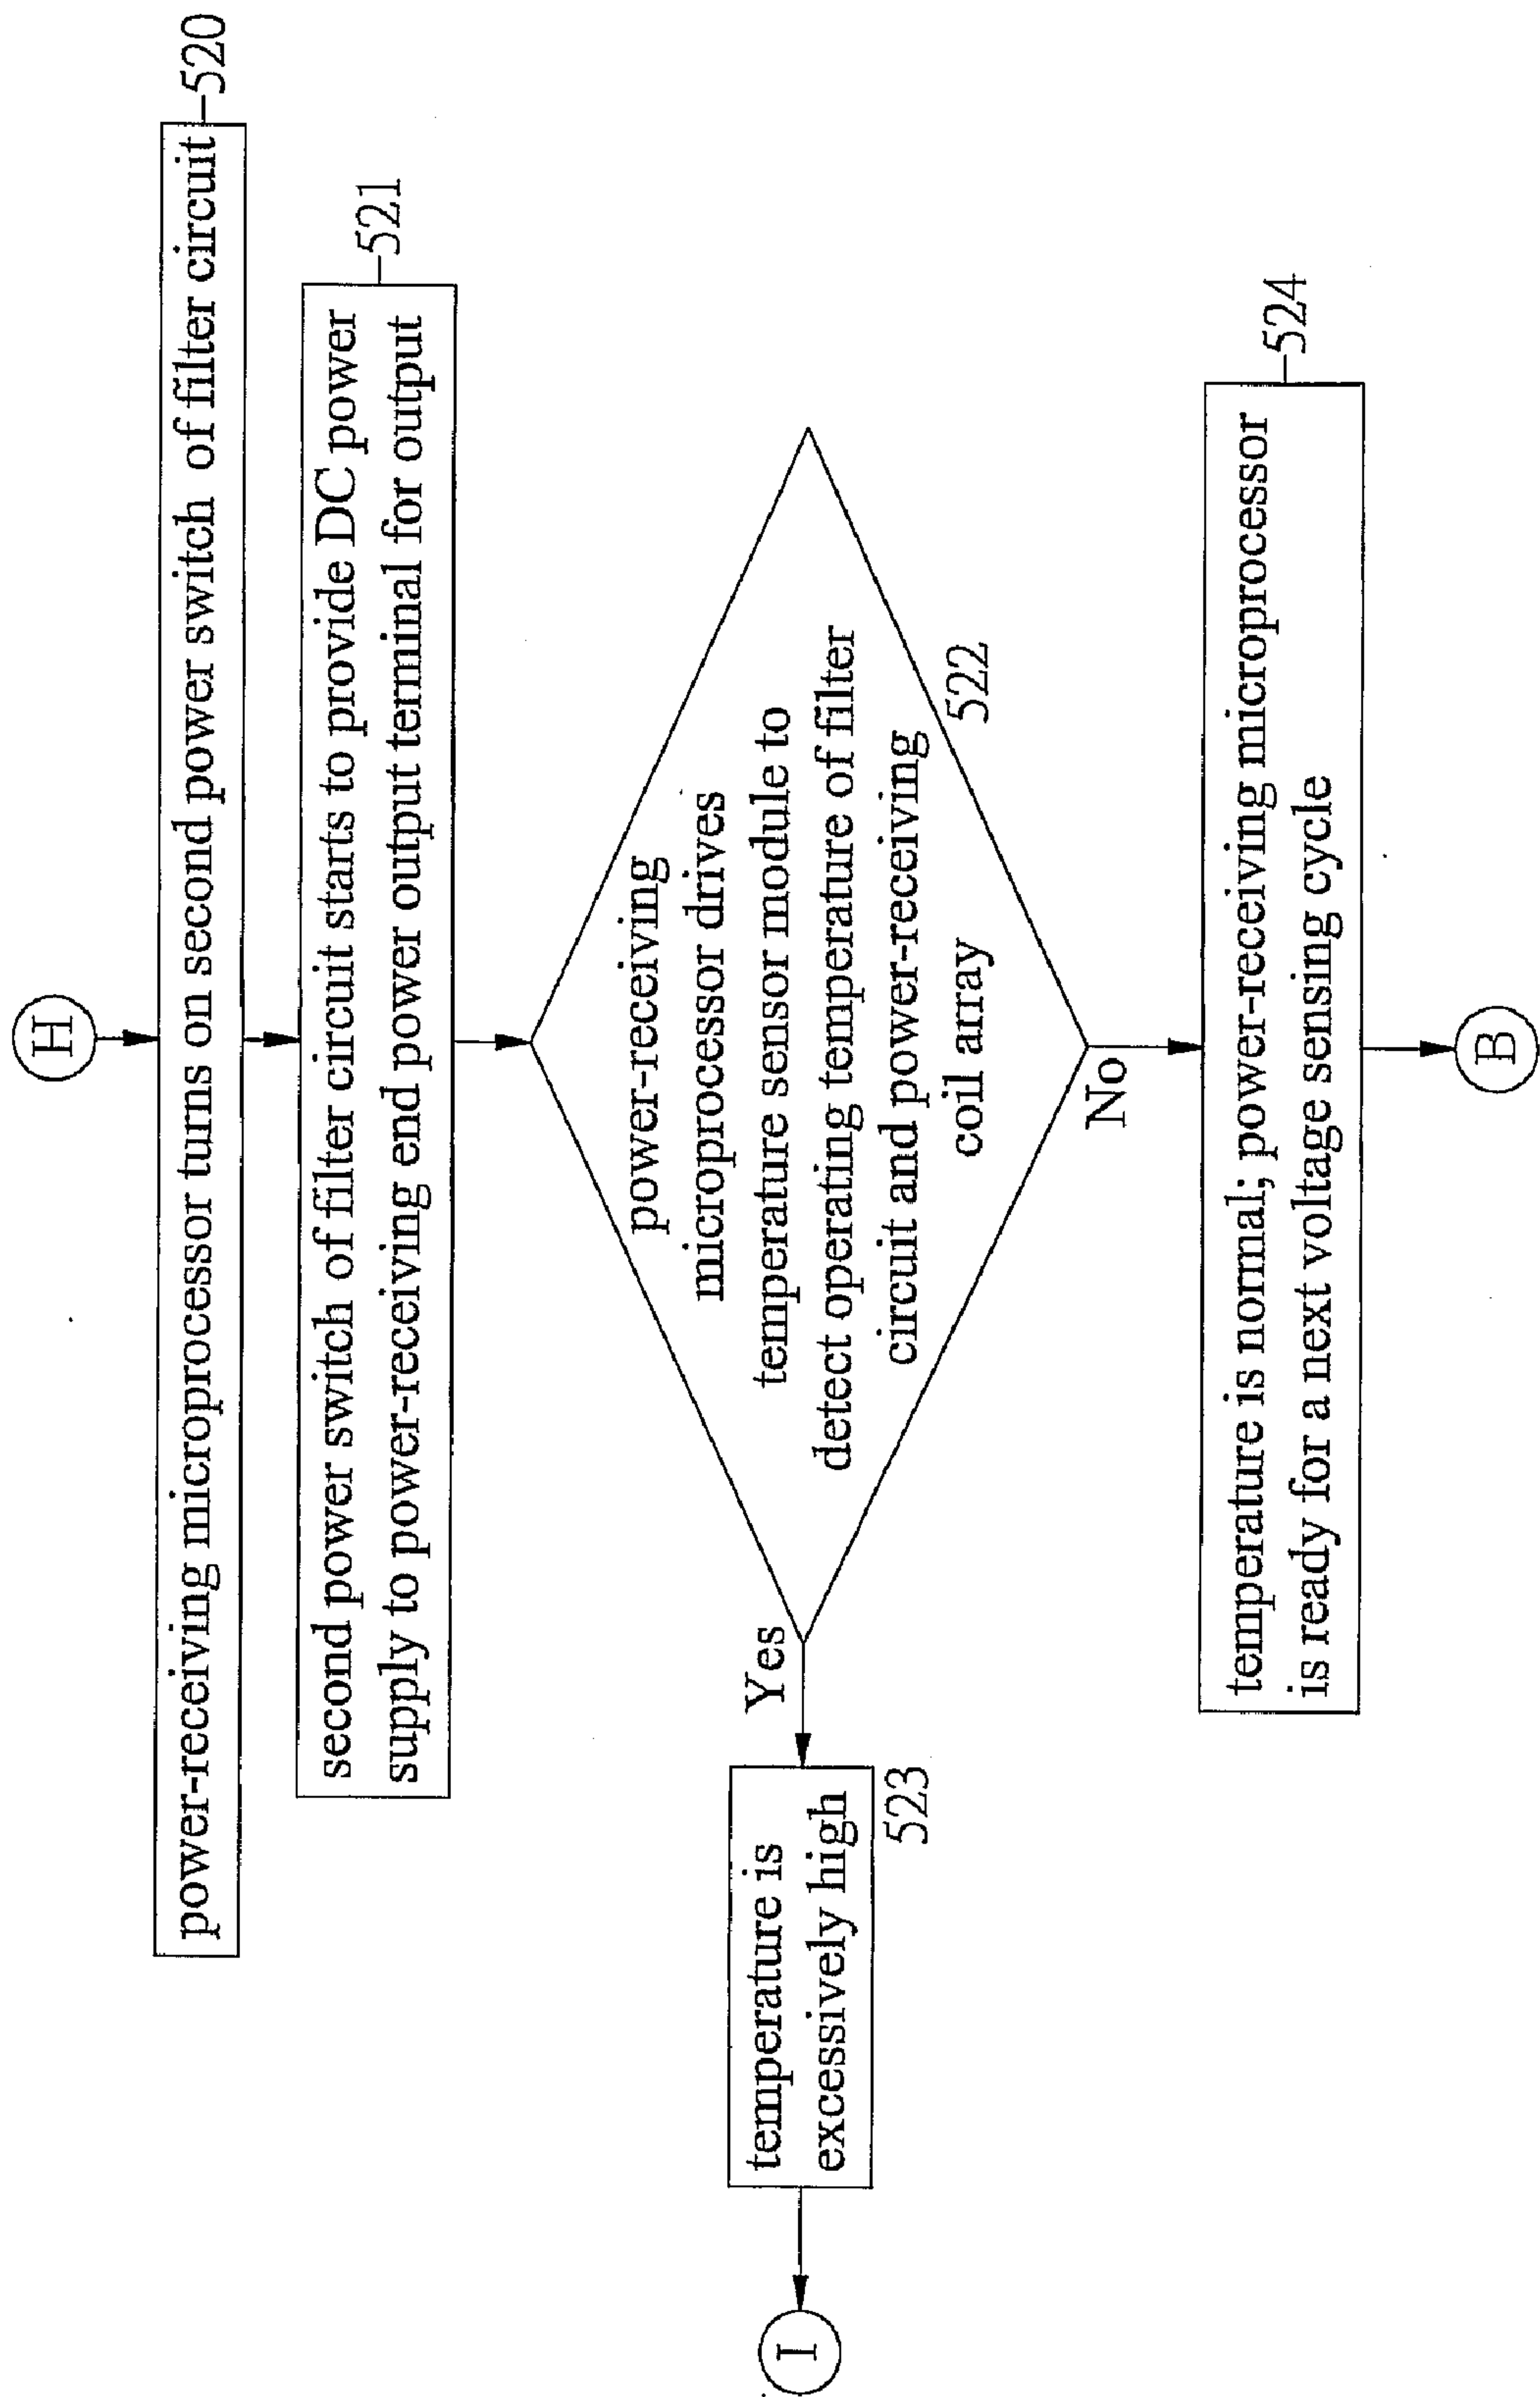 H
power-receiving microprocessor turns on second power switch of filter circuit
520
second power switch of filter circuit starts to provide DC power
supply to power-receiving end power output terminal for output
521
power-receiving
microprocessor drives
temperature sensor module to
detect operating temperature of filter
circuit and power-receiving
coil array
522
Yes
temperature is
excessively high
523
I
No
temperature is normal; power-receiving microprocessor
is ready for a next voltage sensing cycle
524
B